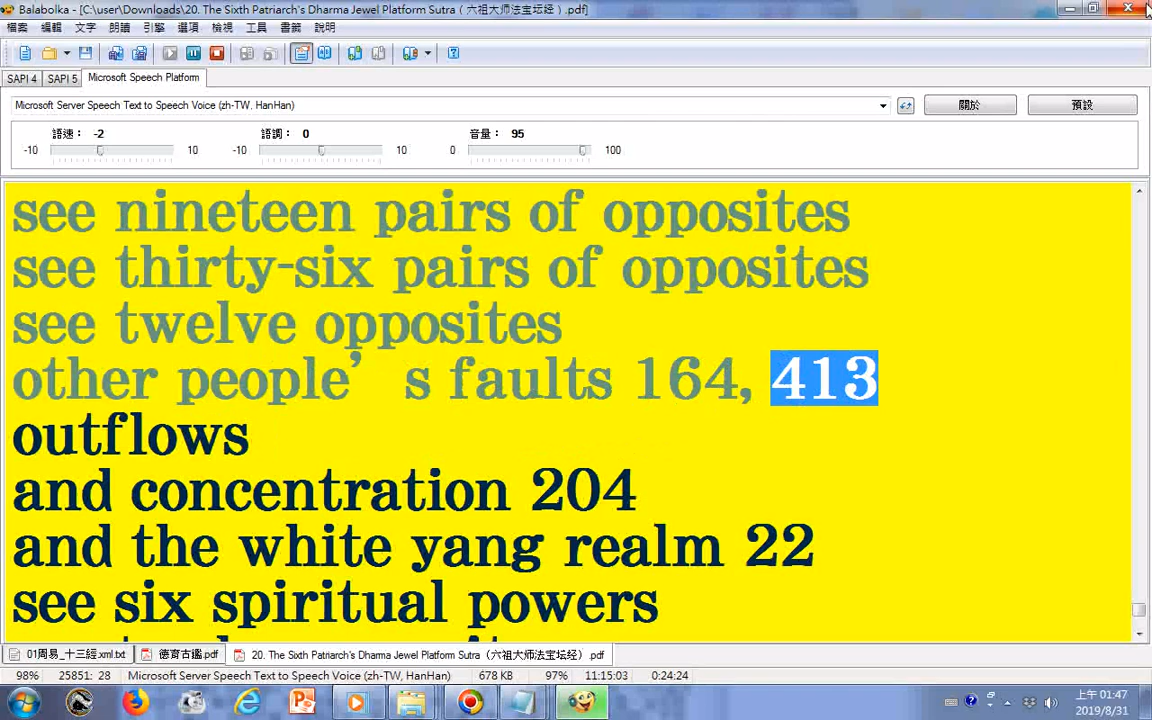 Balabolka - [C:\user\Downloads\20. The Sixth Patriarch's Dharma Jewel Platform Sutra（六祖大师法宝坛经）.pdf]
檔案 編輯 文字 朗讀 引擎 選項 檢視 工具 書籤 說明
SAPI 4 SAPI 5 Microsoft Speech Platform
Microsoft Server Speech Text to Speech Voice (zh-TW, HanHan) 關於 預設
語速： -2 語調： 0 音量： 95
-10 10 -10 10 0 100
see nineteen pairs of opposites
see thirty-six pairs of opposites
see twelve opposites
other people’s faults 164, 413
outflows
and concentration 204
and the white yang realm 22
see six spiritual powers
01周易_十三經.xml.txt 德育古鑑.pdf 20. The Sixth Patriarch's Dharma Jewel Platform Sutra（六祖大师法宝坛经）.pdf
98% 25851: 28 Microsoft Server Speech Text to Speech Voice (zh-TW, HanHan) 678 KB 97% 11:15:03 0:24:24
上午 01:47
2019/8/31